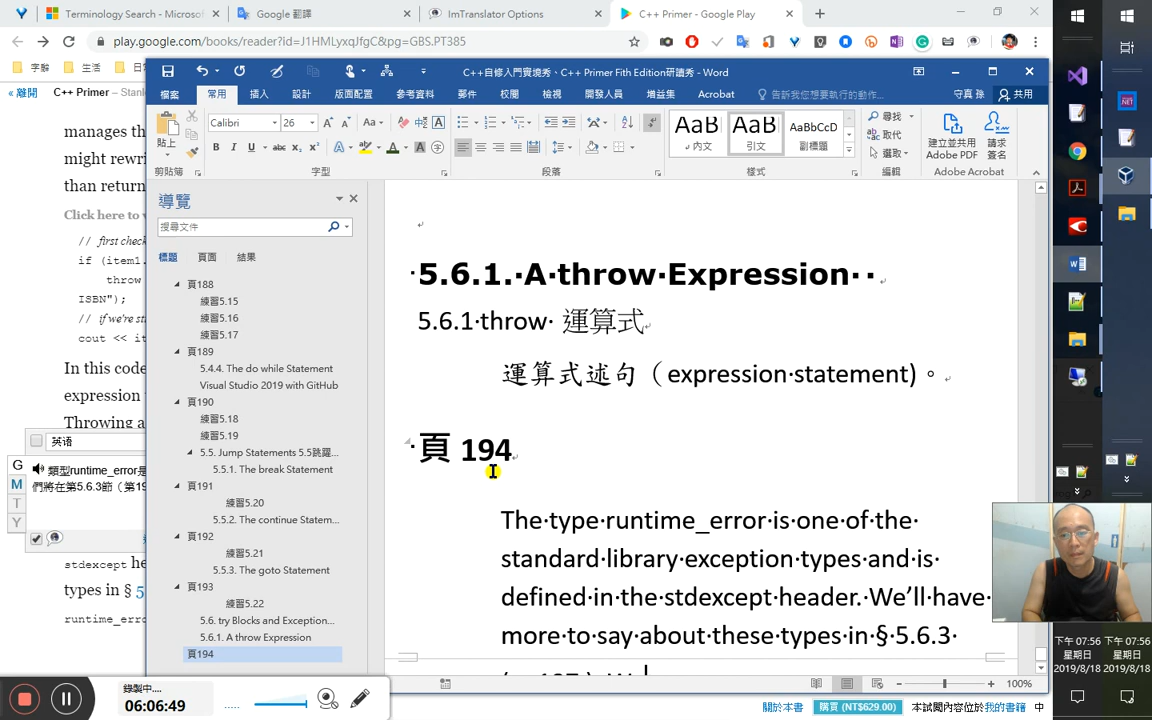 Terminology Search - Microsof
Google 翻譯
ImTranslator Options
C++ Primer - Google Play
play.google.com/books/reader?id=J1HMLyxqJfgC&pg=GBS.PT385
字辭
生活
« 離開
C++ Primer – Stanl
manages th
might rewri
than return
Click here to v
// first check
if (item1.
throw
ISBN");
// if we're sti
cout << it
In this code
expression
Throwing a
英语
G
M
T
Y
類型runtime_error是
們將在第5.6.3節（第19
stdexcept he
types in § 5
runtime_erro
C++自修入門實境秀、C++ Primer Fith Edition研讀秀 - Word
檔案
常用
插入
設計
版面配置
參考資料
郵件
校閱
檢視
開發人員
增益集
Acrobat
告訴我您想要執行的動作...
守真 孫
共用
貼上
剪貼簿
Calibri
26
字型
段落
AaB
內文
AaB
引文
AaBbCcD
副標題
樣式
尋找
取代
選取
編輯
建立並共用
Adobe PDF
請求
簽名
Adobe Acrobat
導覽
搜尋文件
標題
頁面
結果
頁188
練習5.15
練習5.16
練習5.17
頁189
5.4.4. The do while Statement
Visual Studio 2019 with GitHub
頁190
練習5.18
練習5.19
5.5. Jump Statements 5.5跳躍...
5.5.1. The break Statement
頁191
練習5.20
5.5.2. The continue Statem...
頁192
練習5.21
5.5.3. The goto Statement
頁193
練習5.22
5.6. try Blocks and Exception...
5.6.1. A throw Expression
頁194
5.6.1. A throw Expression
5.6.1 throw 運算式
運算式述句（expression statement)。
頁 194
The type runtime_error is one of the
standard library exception types and is
defined in the stdexcept header. We'll have
more to say about these types in § 5.6.3
100%
錄製中....
06:06:49
關於本書
購買 (NT$629.00)
本試閱內容位於我的書櫃
中
下午 07:56
星期日
2019/8/18
下午 07:56
星期日
2019/8/18